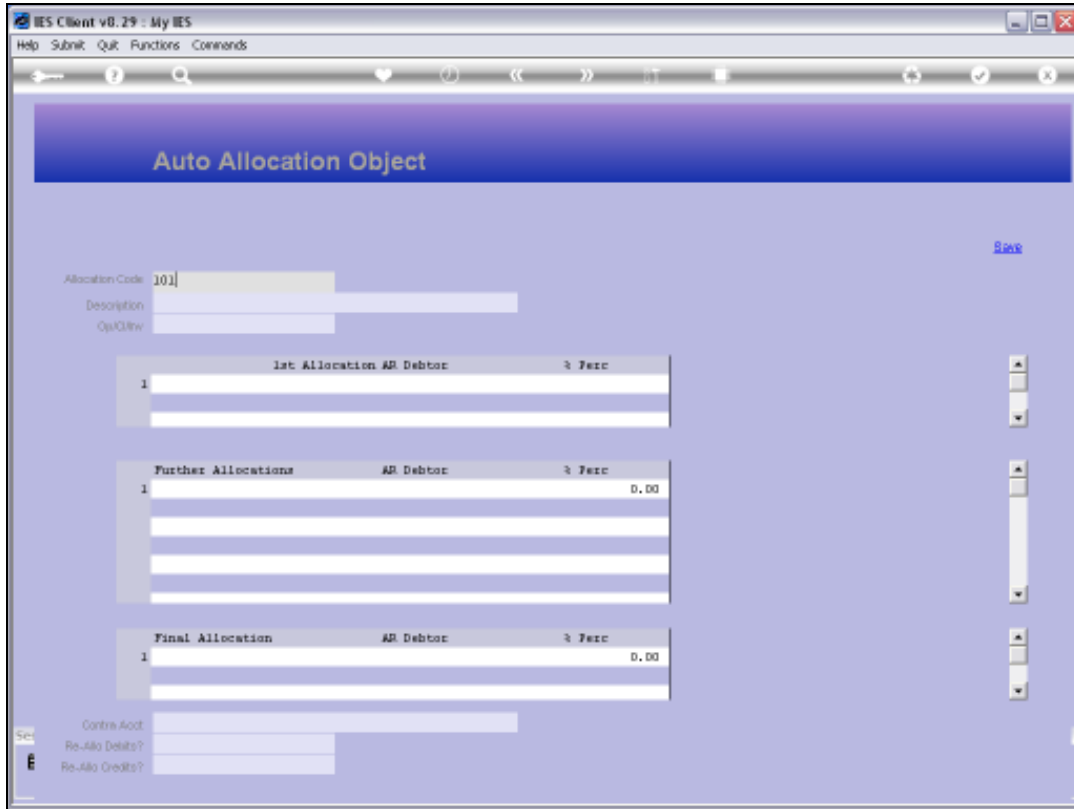 IES Client v8.29 : My IES
Help Submit Quit Functions Commands
Auto Allocation Object
Save
Allocation Code 101
Description
Op/O/Inv
1st Allocation AR Debtor % Perc
1
Further Allocations AR Debtor % Perc
1 0.00
Final Allocation AR Debtor % Perc
1 0.00
Contra Acct
Re-Allo Debits?
Re-Allo Credits?